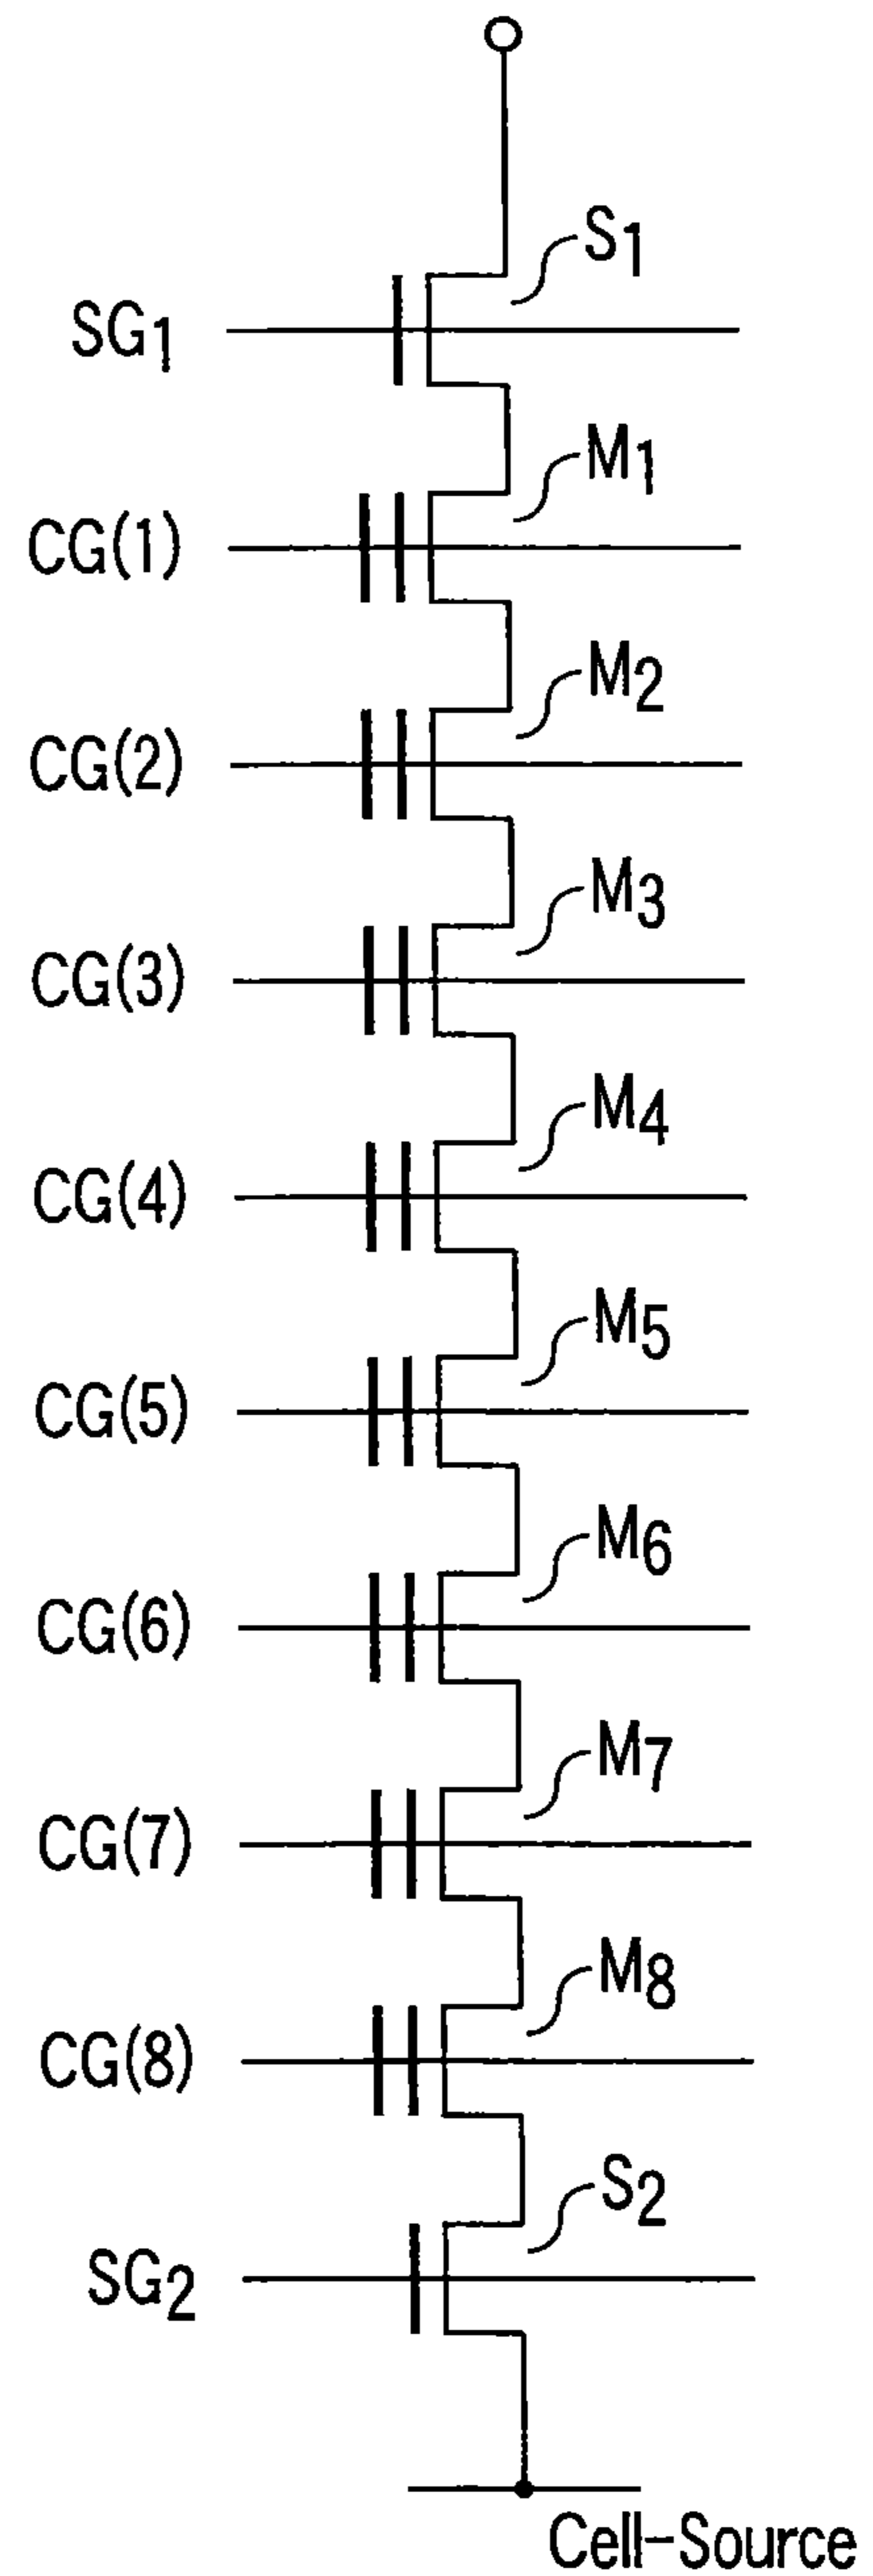 S1
SG1
M1
CG(1)
M2
CG(2)
M3
CG(3)
M4
CG(4)
M5
CG(5)
M6
CG(6)
M7
CG(7)
M8
CG(8)
S2
SG2
Cell-Source